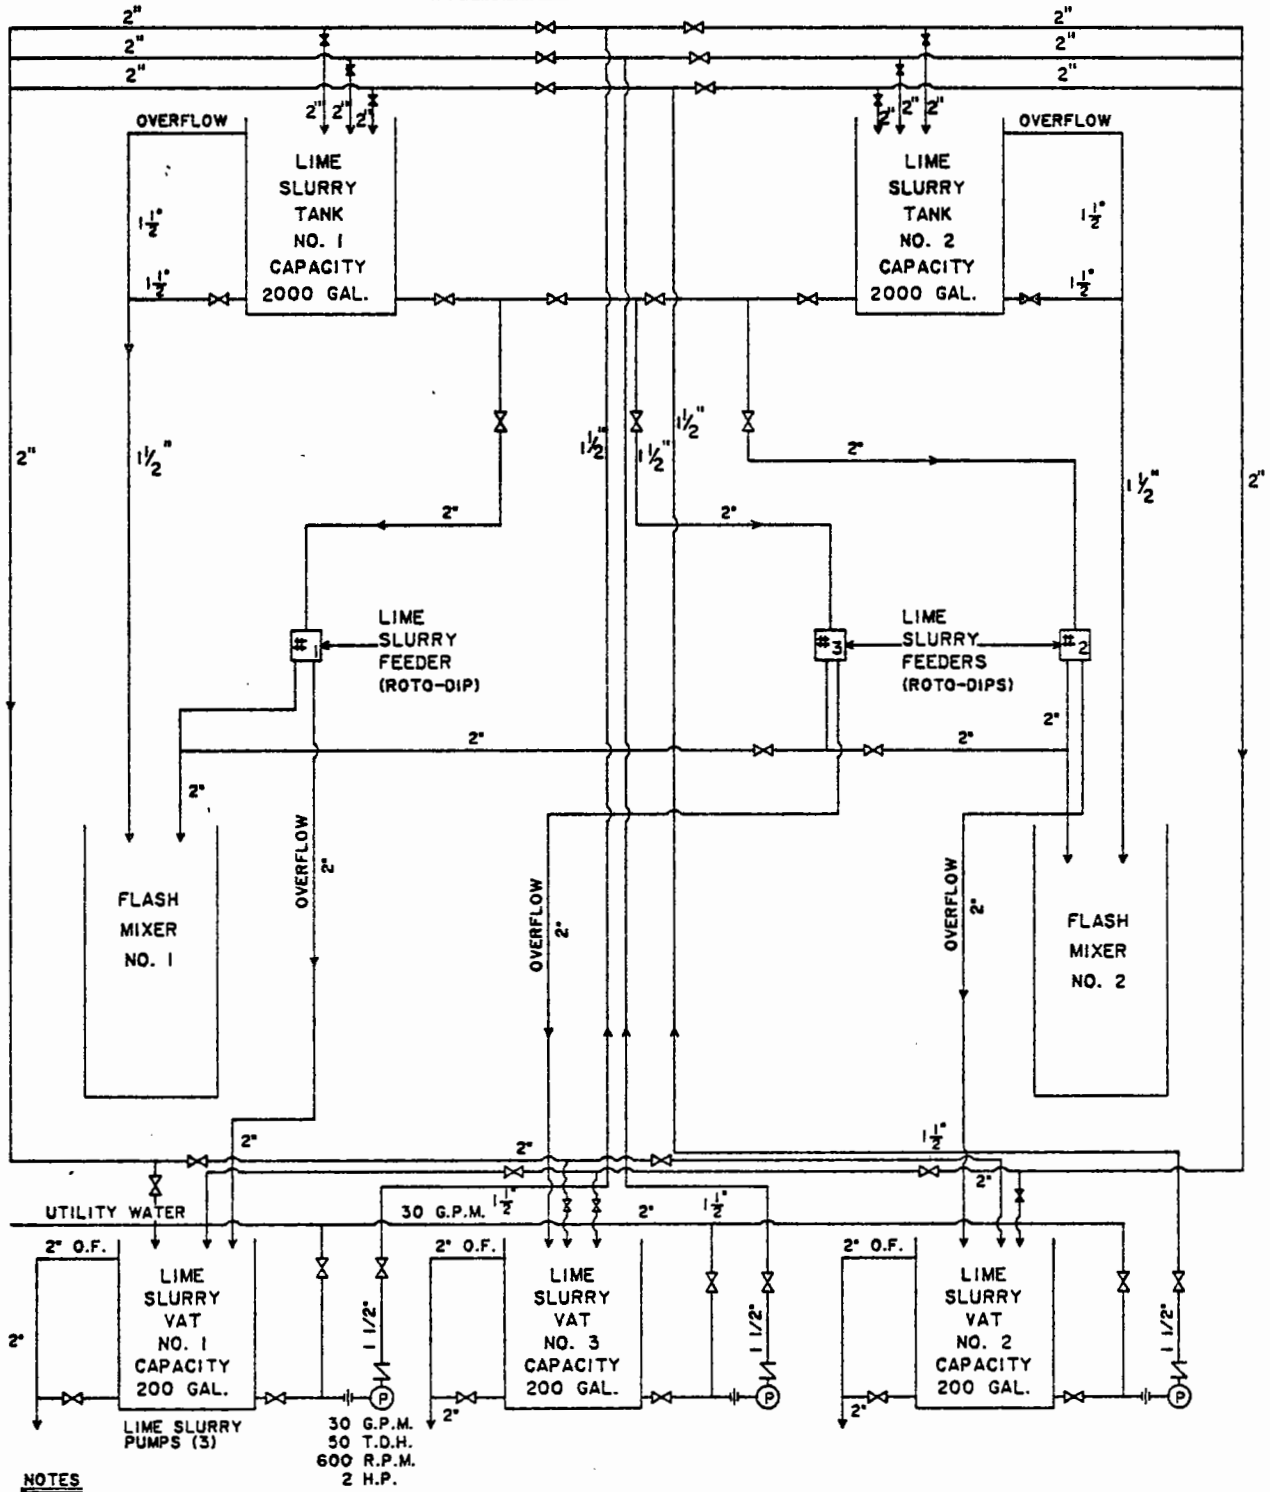 2"
2"
2"
2"
2"
2"
2"
2"
2"
2"
2"
2"
OVERFLOW
OVERFLOW
LIME
SLURRY
TANK
NO. 1
CAPACITY
2000 GAL.
LIME
SLURRY
TANK
NO. 2
CAPACITY
2000 GAL.
1 1/2"
1 1/2"
1 1/2"
1 1/2"
2"
1 1/2"
1 1/2"
1 1/2"
1 1/2"
2"
1 1/2"
2"
2"
2"
#1
LIME
SLURRY
FEEDER
(ROTO-DIP)
#3
LIME
SLURRY
FEEDERS
(ROTO-DIPS)
#2
2"
2"
2"
2"
OVERFLOW
2"
OVERFLOW
2"
OVERFLOW
2"
FLASH
MIXER
NO. 1
FLASH
MIXER
NO. 2
2"
2"
1 1/2"
2"
UTILITY WATER
1 1/2"
30 G.P.M.
2"
1 1/2"
2" O.F.
2" O.F.
2" O.F.
2"
LIME
SLURRY
VAT
NO. 1
CAPACITY
200 GAL.
1 1/2"
P
LIME
SLURRY
VAT
NO. 3
CAPACITY
200 GAL.
1 1/2"
P
LIME
SLURRY
VAT
NO. 2
CAPACITY
200 GAL.
1 1/2"
P
2"
2"
LIME SLURRY
PUMPS (3)
30 G.P.M.
50 T.D.H.
600 R.P.M.
2 H.P.
NOTES